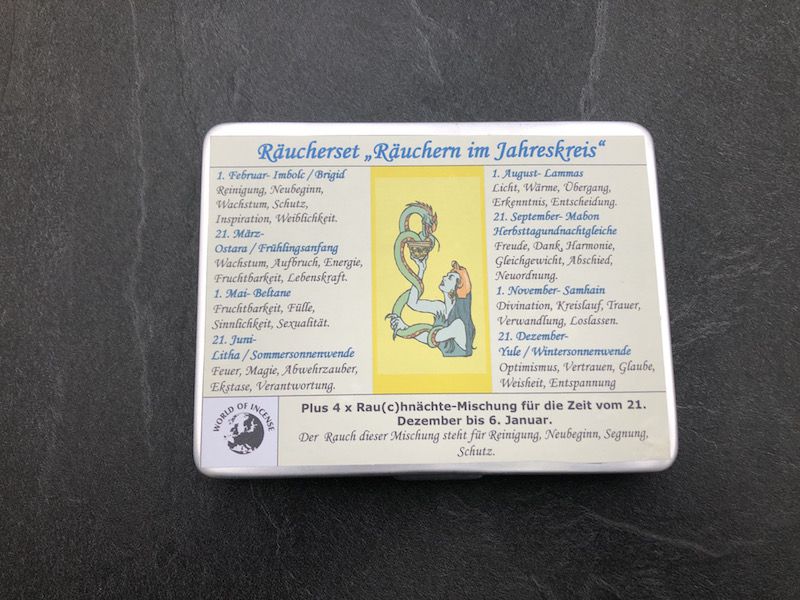 Räucherset „Räuchern im Jahreskreis“
1. Februar- Imbolc / Brigid
Reinigung, Neubeginn,
Wachstum, Schutz,
Inspiration, Weiblichkeit.
21. März-
Ostara / Frühlingsanfang
Wachstum, Aufbruch, Energie,
Fruchtbarkeit, Lebenskraft.
1. Mai- Beltane
Fruchtbarkeit, Fülle,
Sinnlichkeit, Sexualität.
21. Juni-
Litha / Sommersonnenwende
Feuer, Magie, Abwehrzauber,
Ekstase, Verantwortung.
1. August- Lammas
Licht, Wärme, Übergang,
Erkenntnis, Entscheidung.
21. September- Mabon
Herbsttagundnachtgleiche
Freude, Dank, Harmonie,
Gleichgewicht, Abschied,
Neuordnung.
1. November- Samhain
Divination, Kreislauf, Trauer,
Verwandlung, Loslassen.
21. Dezember-
Yule / Wintersonnenwende
Optimismus, Vertrauen, Glaube,
Weisheit, Entspannung
WORLD OF INCENSE
Plus 4 x Rau(c)hnächte-Mischung für die Zeit vom 21.
Dezember bis 6. Januar.
Der Rauch dieser Mischung steht für Reinigung, Neubeginn, Segnung,
Schutz.